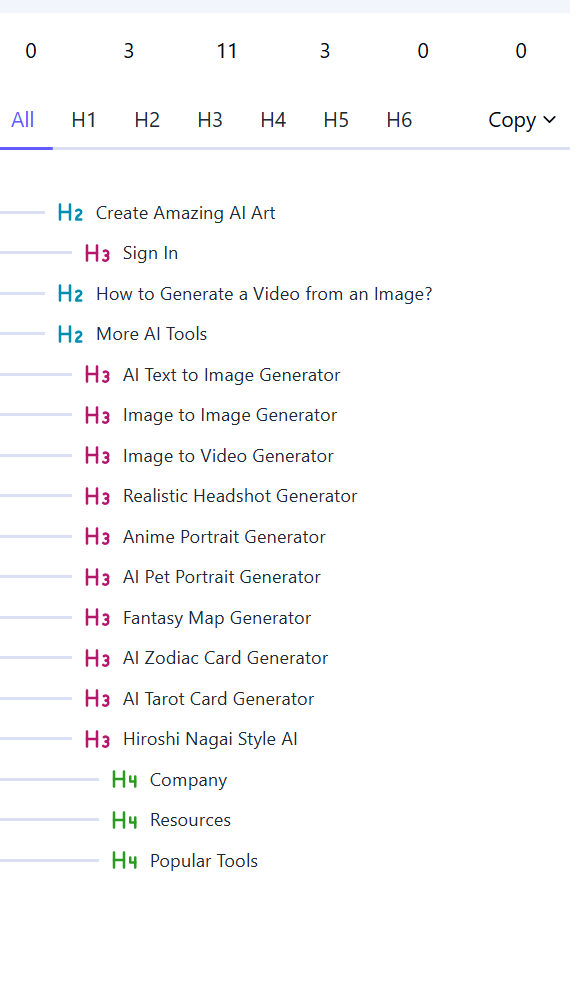 0 3 11 3 0 0
All H1 H2 H3 H4 H5 H6 Copy
H2 Create Amazing AI Art
H3 Sign In
H2 How to Generate a Video from an Image?
H2 More AI Tools
H3 AI Text to Image Generator
H3 Image to Image Generator
H3 Image to Video Generator
H3 Realistic Headshot Generator
H3 Anime Portrait Generator
H3 AI Pet Portrait Generator
H3 Fantasy Map Generator
H3 AI Zodiac Card Generator
H3 AI Tarot Card Generator
H3 Hiroshi Nagai Style AI
H4 Company
H4 Resources
H4 Popular Tools